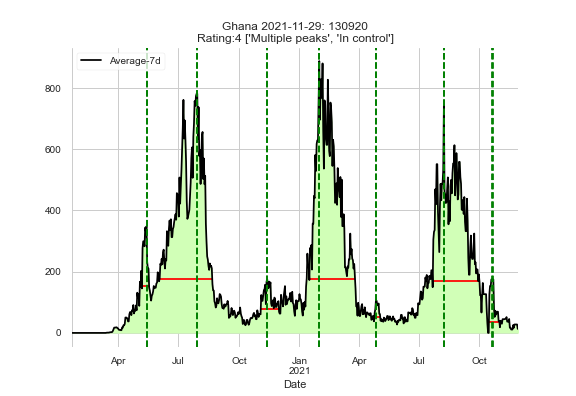 Ghana 2021-11-29: 130920
Rating:4 ['Multiple peaks', 'In control']
Average-7d
800
600
400
200
0
Apr Jul Oct Jan Apr Jul Oct
2021
Date